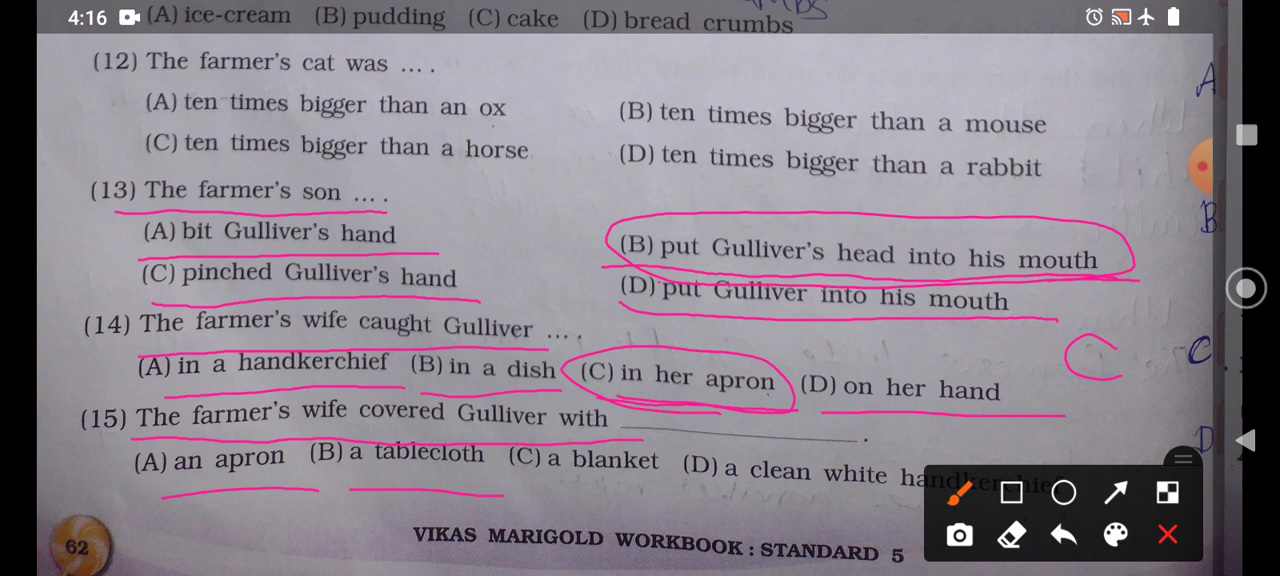 4:16
(A) ice-cream (B) pudding (C) cake (D) bread crumbs
(12) The farmer's cat was ....
(A) ten times bigger than an ox (B) ten times bigger than a mouse
(C) ten times bigger than a horse (D) ten times bigger than a rabbit
(13) The farmer's son ....
(A) bit Gulliver's hand (B) put Gulliver's head into his mouth
(C) pinched Gulliver's hand (D) put Gulliver into his mouth
(14) The farmer's wife caught Gulliver ....
(A) in a handkerchief (B) in a dish (C) in her apron (D) on her hand
(15) The farmer's wife covered Gulliver with ____________.
(A) an apron (B) a tablecloth (C) a blanket (D) a clean white handkerchie
62
VIKAS MARIGOLD WORKBOOK : STANDARD 5
A
B
C
C
D